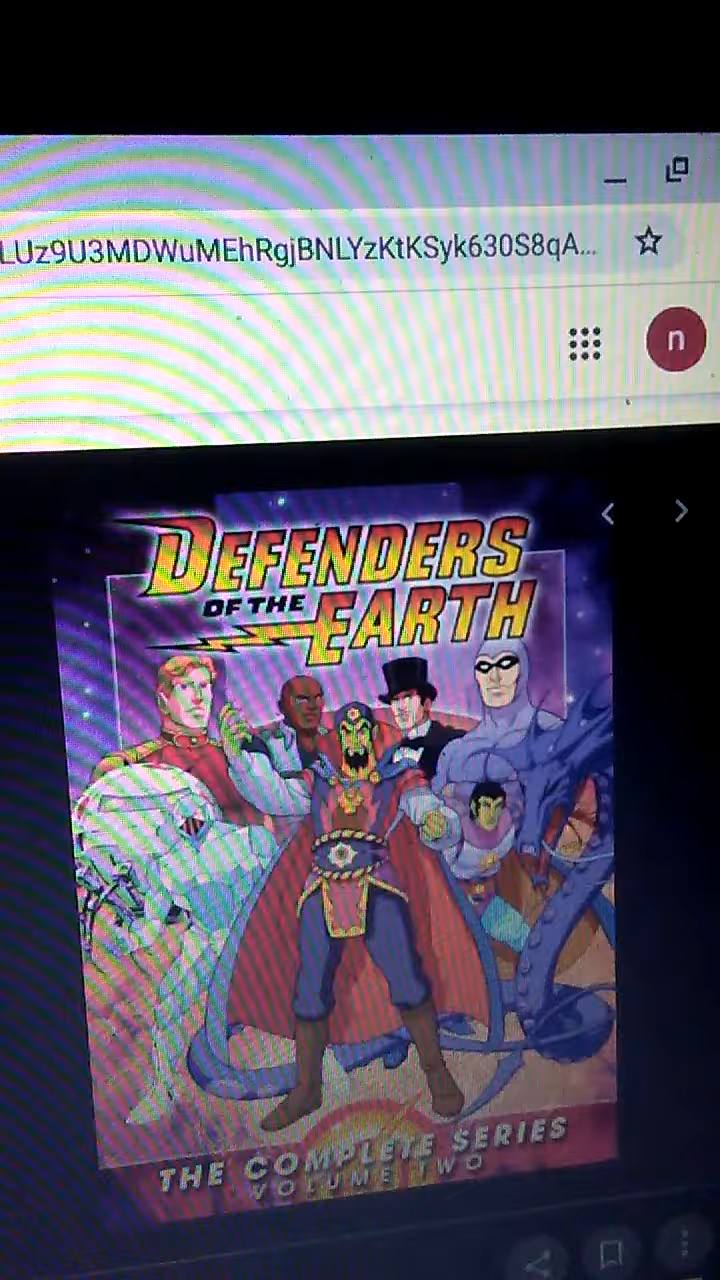 LUz9U3MDWuMEhRgjBNLYzKtKSyk630S8qA...
n
DEFENDERS
OF THE
EARTH
THE COMPLETE SERIES
VOLUME TWO